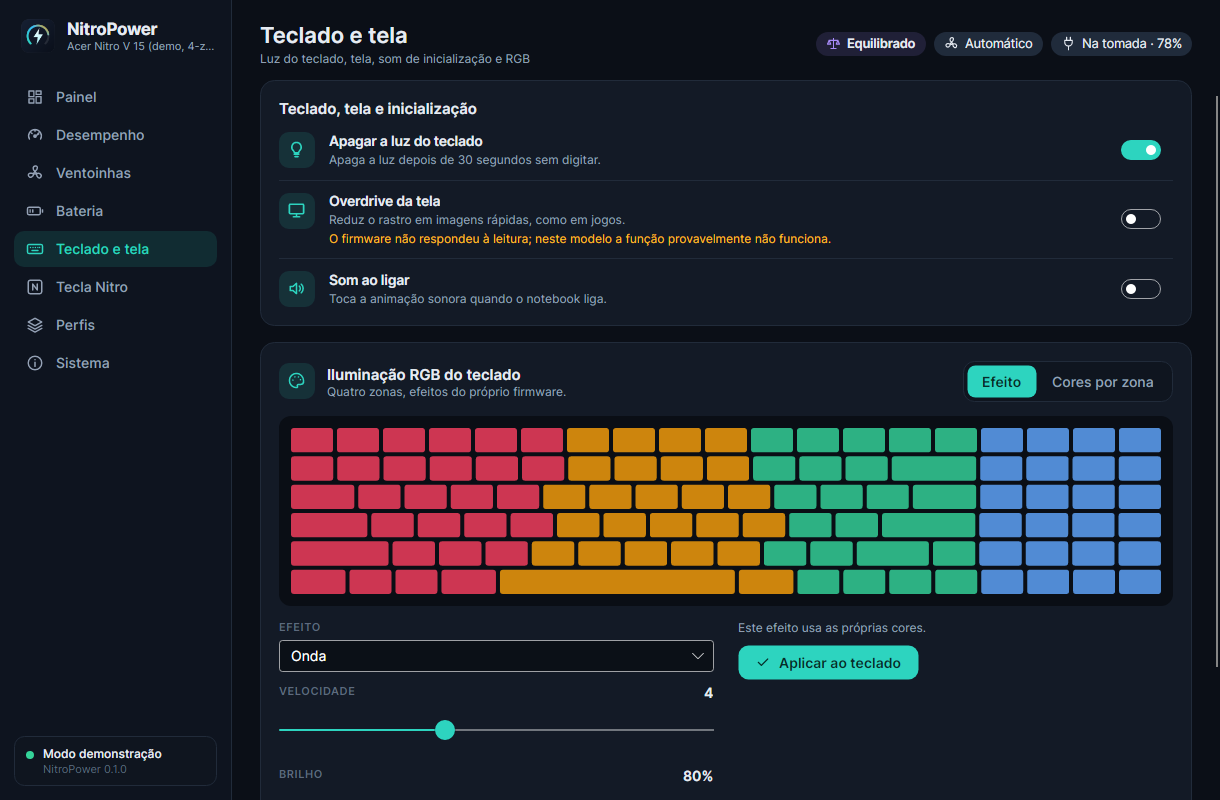 NitroPower
Acer Nitro V 15 (demo, 4-z...
Painel
Desempenho
Ventoinhas
Bateria
Teclado e tela
Tecla Nitro
Perfis
Sistema
Modo demonstração
NitroPower 0.1.0
Teclado e tela
Luz do teclado, tela, som de inicialização e RGB
Equilibrado
Automático
Na tomada · 78%
Teclado, tela e inicialização
Apagar a luz do teclado
Apaga a luz depois de 30 segundos sem digitar.
Overdrive da tela
Reduz o rastro em imagens rápidas, como em jogos.
O firmware não respondeu à leitura; neste modelo a função provavelmente não funciona.
Som ao ligar
Toca a animação sonora quando o notebook liga.
Iluminação RGB do teclado
Quatro zonas, efeitos do próprio firmware.
Efeito
Cores por zona
EFEITO
Onda
Este efeito usa as próprias cores.
Aplicar ao teclado
VELOCIDADE
4
BRILHO
80%